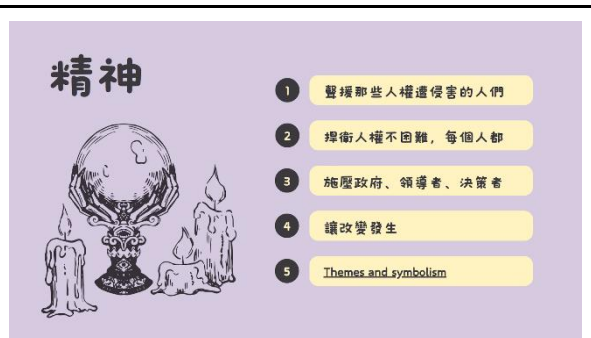 精神
1
聲援那些人權遭侵害的人們
2
捍衛人權不困難，每個人都
3
施壓政府、領導者、決策者
4
讓改變發生
5
Themes and symbolism